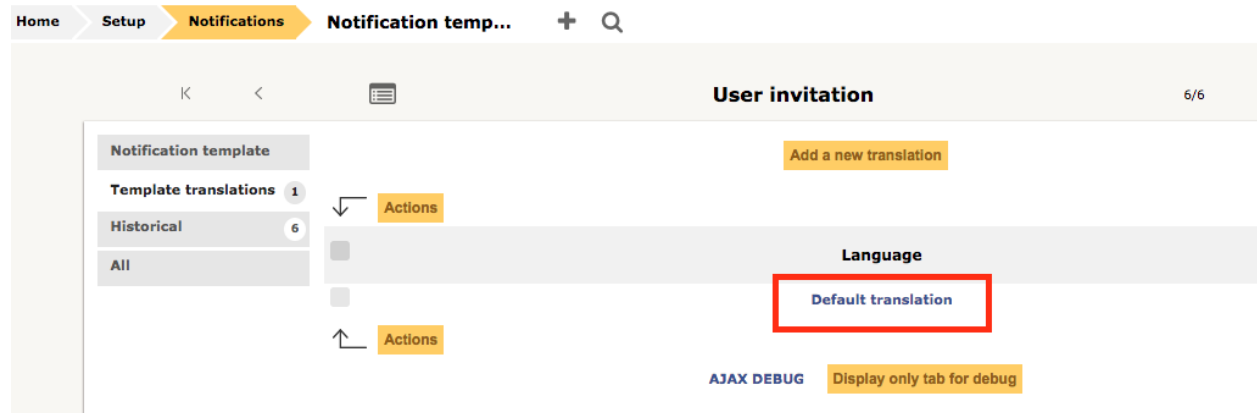 Home Setup Notifications Notification temp...
User invitation 6/6
Notification template
Add a new translation
Template translations 1
Actions
Historical 6
Language
All
Default translation
Actions
AJAX DEBUG Display only tab for debug